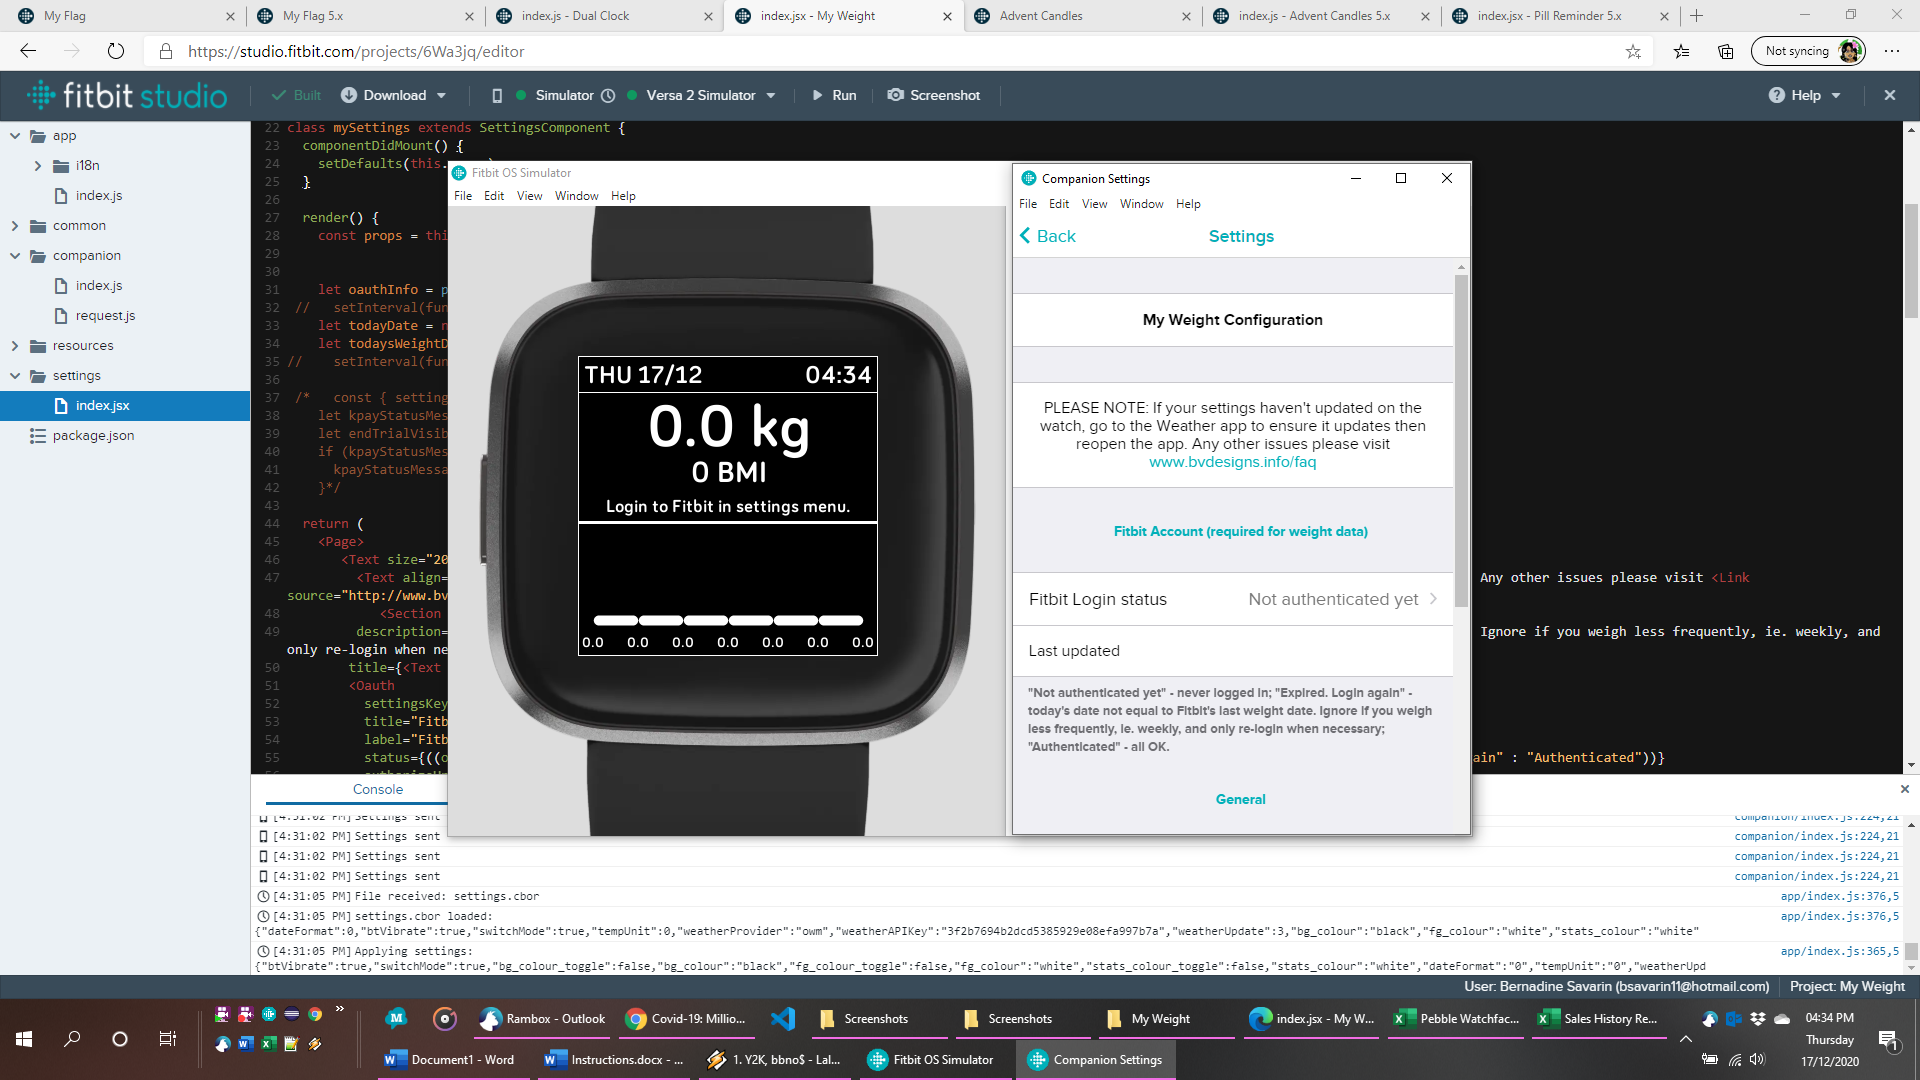 My Flag
My Flag 5.x
index.js - Dual Clock
index.jsx - My Weight
Advent Candles
index.js - Advent Candles 5.x
index.jsx - Pill Reminder 5.x
https://studio.fitbit.com/projects/6Wa3jq/editor
Not syncing
fitbit studio
Built
Download
Simulator
Versa 2 Simulator
Run
Screenshot
Help
app
i18n
index.js
common
companion
index.js
request.js
resources
settings
index.jsx
package.json
22 class mySettings extends SettingsComponent {
23 componentDidMount() {
24 setDefaults(this.
25 }
26
27 render() {
28 const props = thi
29
30
31 let oauthInfo = p
32 // setInterval(fun
33 let todayDate = n
34 let todaysWeightD
35 // setInterval(fun
36
37 /* const { setting
38 let kpayStatusMes
39 let endTrialVisib
40 if (kpayStatusMes
41 kpayStatusMessa
42 }*/
43
44 return (
45 <Page>
46 <Text size="20
47 <Text align= Any other issues please visit <Link
source="http://www.bv
48 <Section
49 description= Ignore if you weigh less frequently, ie. weekly, and
only re-login when ne
50 title={<Text
51 <Oauth
52 settingsKey
53 title="Fitb
54 label="Fitb
55 status={((o ain" : "Authenticated"))}
Fitbit OS Simulator
File Edit View Window Help
THU 17/12 04:34
0.0 kg
0 BMI
Login to Fitbit in settings menu.
0.0 0.0 0.0 0.0 0.0 0.0 0.0
Companion Settings
File Edit View Window Help
Back
Settings
My Weight Configuration
PLEASE NOTE: If your settings haven't updated on the
watch, go to the Weather app to ensure it updates then
reopen the app. Any other issues please visit
www.bvdesigns.info/faq
Fitbit Account (required for weight data)
Fitbit Login status Not authenticated yet
Last updated
"Not authenticated yet" - never logged in; "Expired. Login again" -
today's date not equal to Fitbit's last weight date. Ignore if you weigh
less frequently, ie. weekly, and only re-login when necessary;
"Authenticated" - all OK.
General
Console
[4:31:02 PM] Settings sent companion/index.js:224,21
[4:31:02 PM] Settings sent companion/index.js:224,21
[4:31:02 PM] Settings sent companion/index.js:224,21
[4:31:02 PM] Settings sent companion/index.js:224,21
[4:31:05 PM] File received: settings.cbor app/index.js:376,5
[4:31:05 PM] settings.cbor loaded: app/index.js:376,5
{"dateFormat":0,"btVibrate":true,"switchMode":true,"tempUnit":0,"weatherProvider":"owm","weatherAPIKey":"3f2b7694b2dcd5385929e08efa997b7a","weatherUpdate":3,"bg_colour":"black","fg_colour":"white","stats_colour":"white"
[4:31:05 PM] Applying settings: app/index.js:365,5
{"btVibrate":true,"switchMode":true,"bg_colour_toggle":false,"bg_colour":"black","fg_colour_toggle":false,"fg_colour":"white","stats_colour_toggle":false,"stats_colour":"white","dateFormat":"0","tempUnit":"0","weatherUpd
User: Bernadine Savarin (bsavarin11@hotmail.com) Project: My Weight
Rambox - Outlook
Covid-19: Millio...
Screenshots
Screenshots
My Weight
index.jsx - My W...
Pebble Watchfac...
Sales History Re...
Document1 - Word
Instructions.docx - ...
1. Y2K, bbno$ - Lal...
Fitbit OS Simulator
Companion Settings
04:34 PM
Thursday
17/12/2020
1